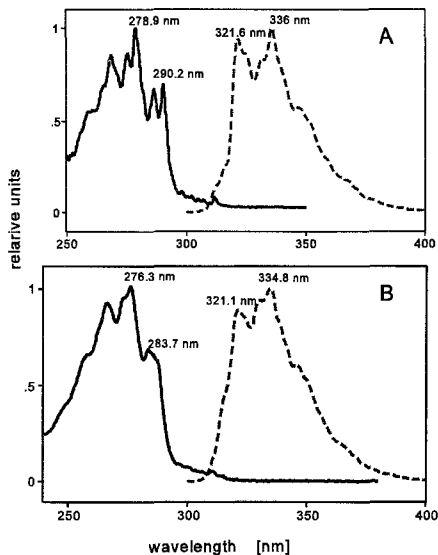 278.9 nm
336 nm
A
1
321.6 nm
290.2 nm
.5
0
250
300
350
400
relarive units
276.3 nm
334.8 nm
B
1
321.1 nm
283.7 nm
.5
0
250
300
350
400
wavelength [nm]